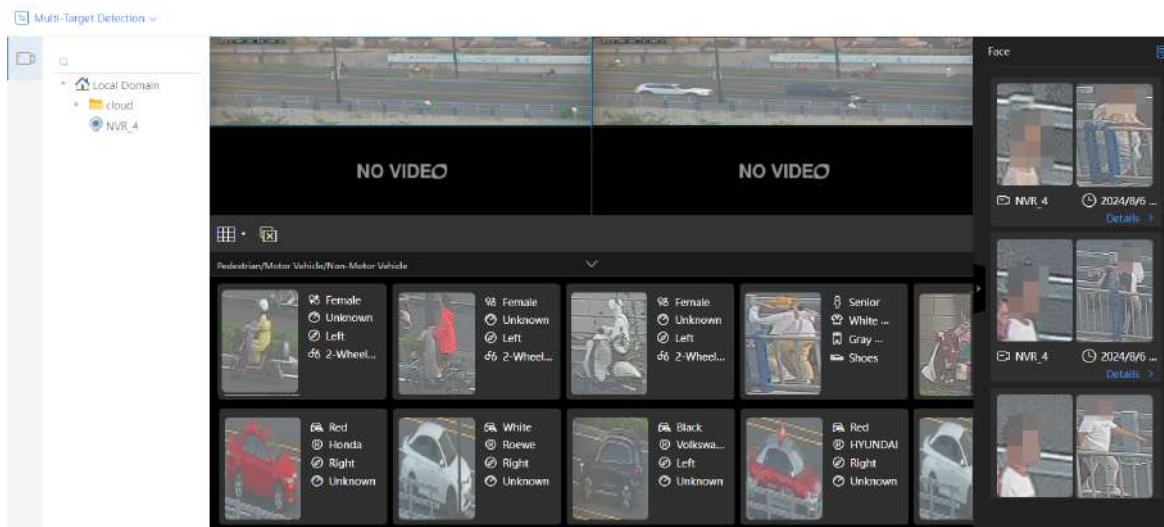 Multi-Target Detection
Local Domain
cloud
NVR_4
NO VIDEO
NO VIDEO
Face
NVR_4
2024/8/6 ...
Details >
NVR_4
2024/8/6 ...
Details >
Pedestrian/Motor Vehicle/Non-Motor Vehicle
Female
Unknown
Left
2-Wheel...
Female
Unknown
Left
2-Wheel...
Female
Unknown
Left
2-Wheel...
Senior
White ...
Gray ...
Shoes
Red
Honda
Right
Unknown
White
Roewe
Right
Unknown
Black
Volkswa...
Left
Unknown
Red
HYUNDAI
Right
Unknown